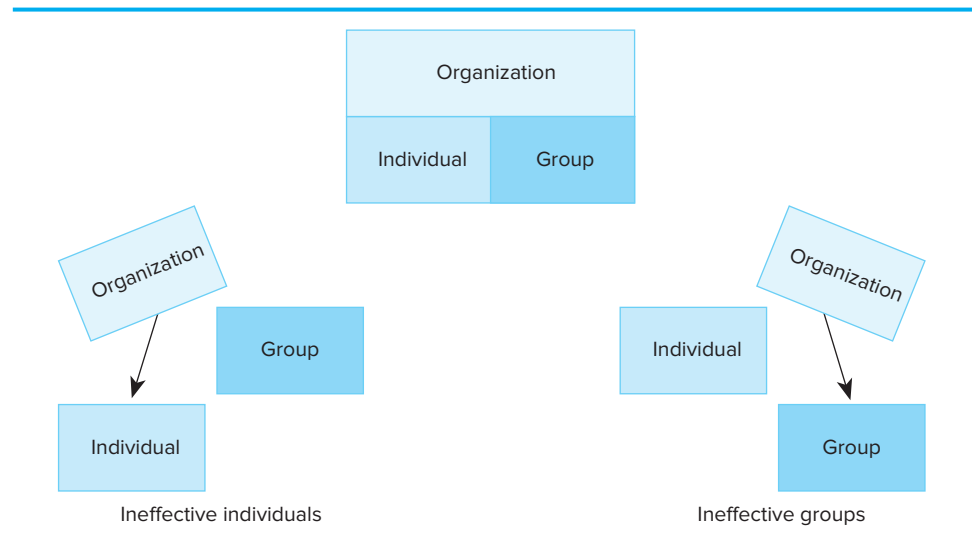 Organization
Individual
Group
Organization
Group
Individual
Ineffective individuals
Organization
Individual
Group
Ineffective groups